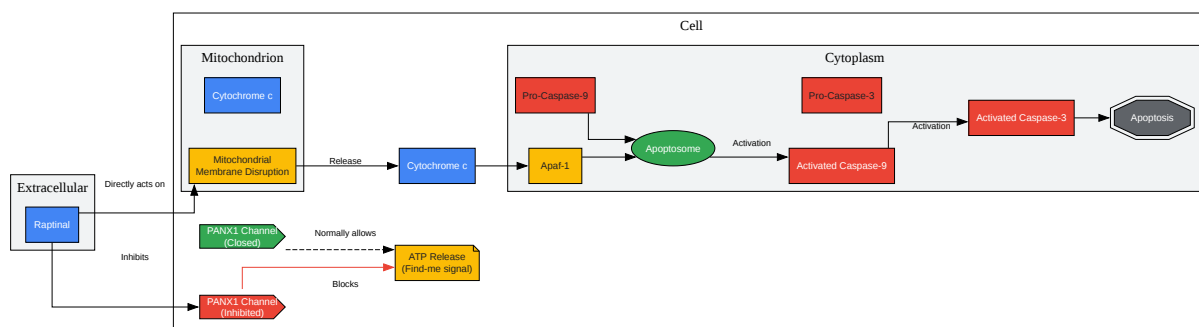 Cell
Mitochondrion
Cytochrome c
Mitochondrial
Membrane Disruption
Release
Cytochrome c
Cytoplasm
Pro-Caspase-9
Pro-Caspase-3
Apaf-1
Apoptosome
Activation
Activated Caspase-9
Activation
Activated Caspase-3
Apoptosis
Extracellular
Raptinal
Directly acts on
Inhibits
PANX1 Channel
(Closed)
Normally allows
ATP Release
(Find-me signal)
Blocks
PANX1 Channel
(Inhibited)